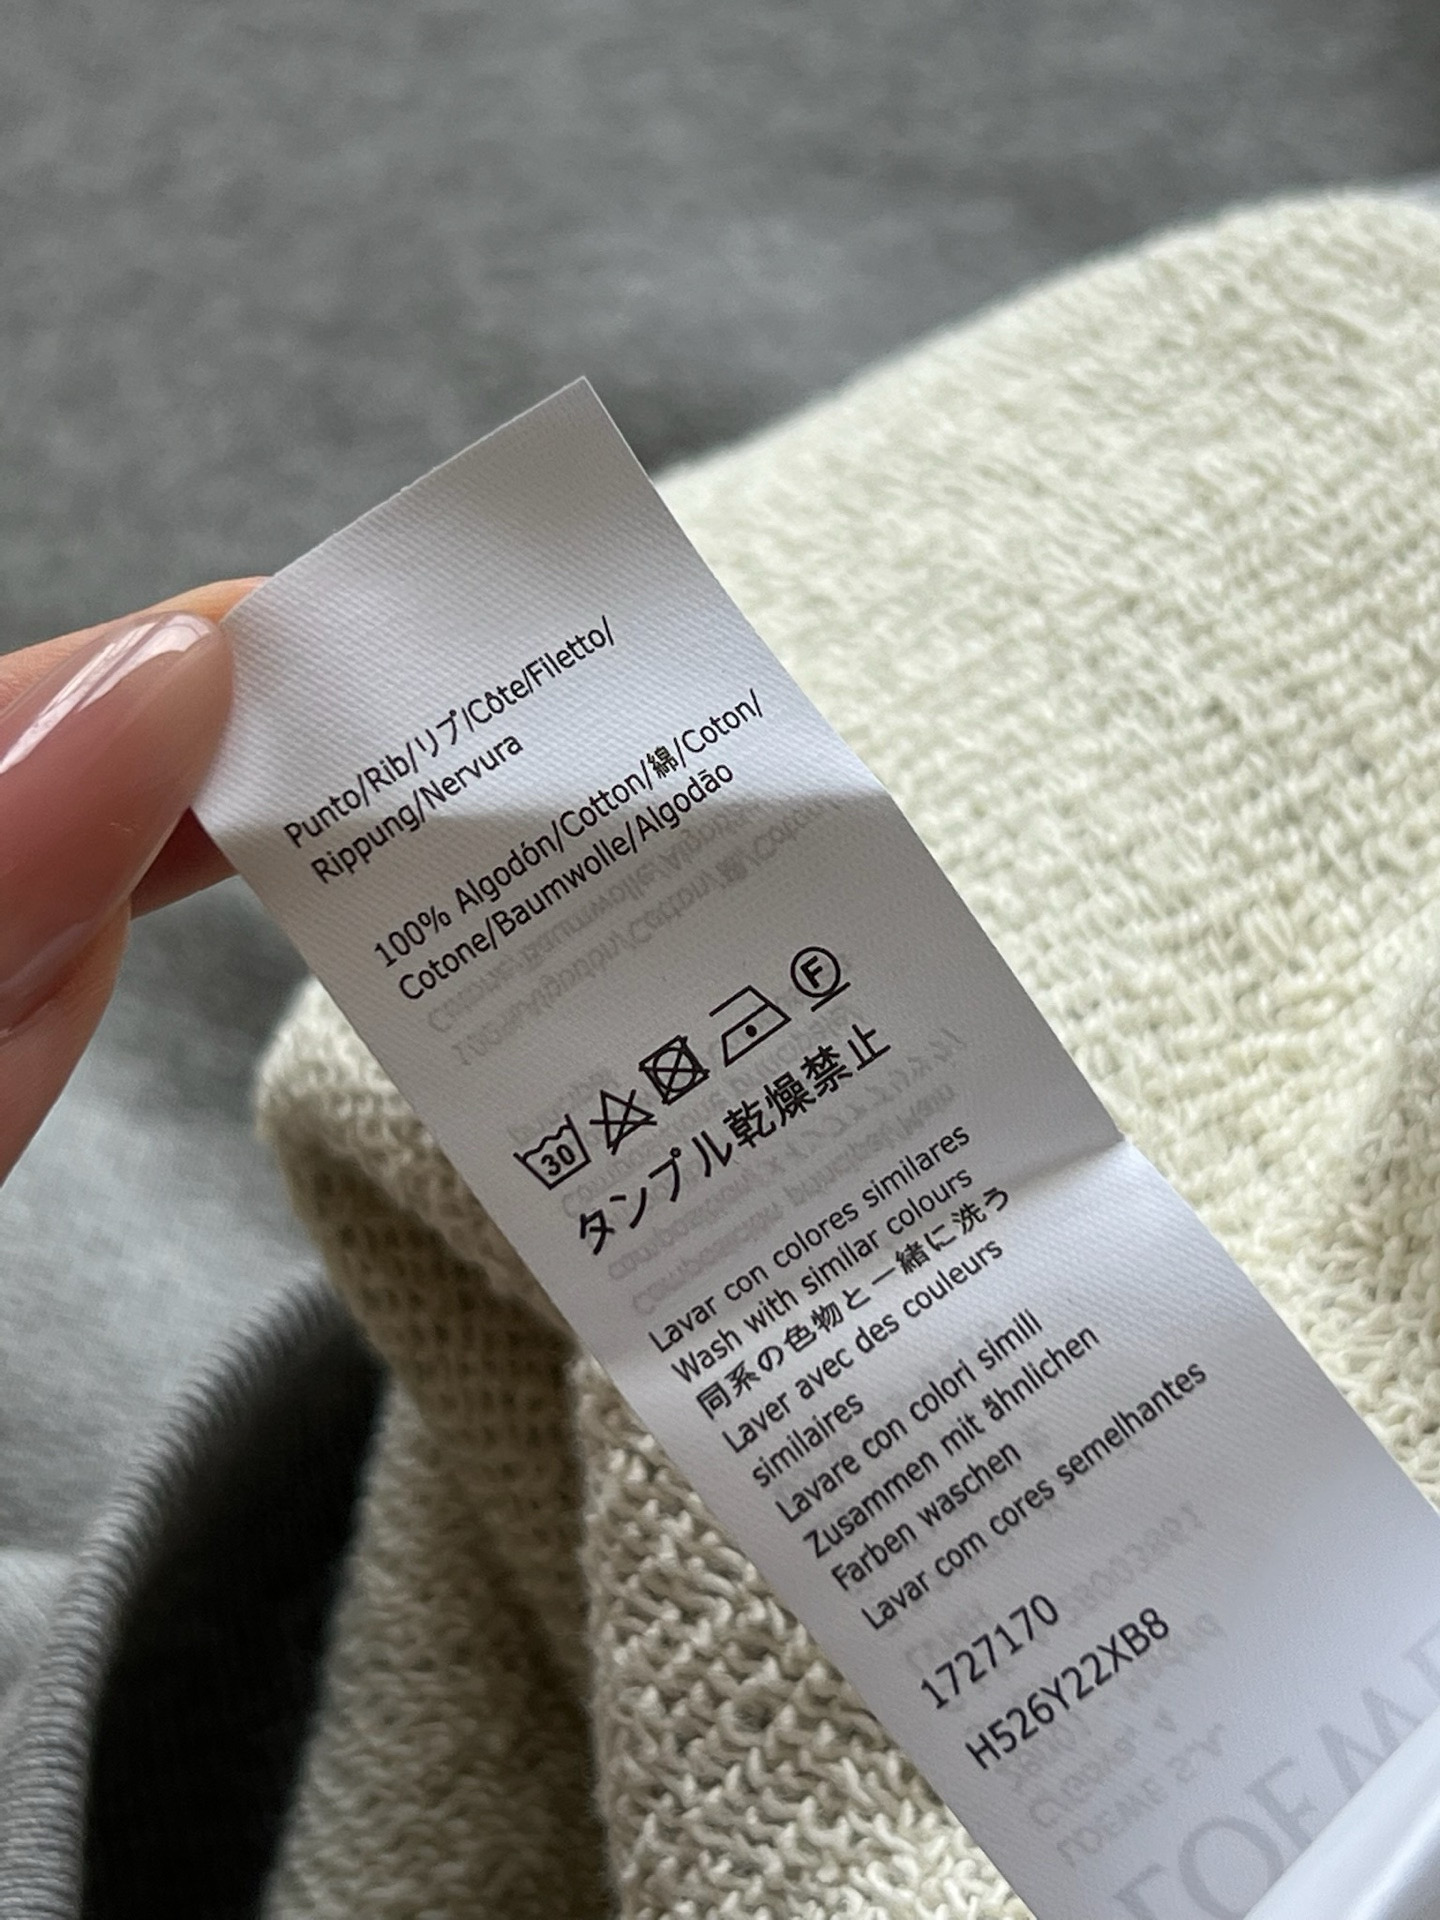 Punto/Rib/リブ/Côte/Filetto/
Rippung/Nervura
100% Algodón/Cotton/綿/Coton/
Cotone/Baumwolle/Algodão
30
F
タンブル乾燥禁止
Lavar con colores similares
Wash with similar colours
同系の色物と一緒に洗う
Laver avec des couleurs
similaires
Lavare con colori simili
Zusammen mit ähnlichen
Farben waschen
Lavar com cores semelhantes
1727170
H526Y22XB8